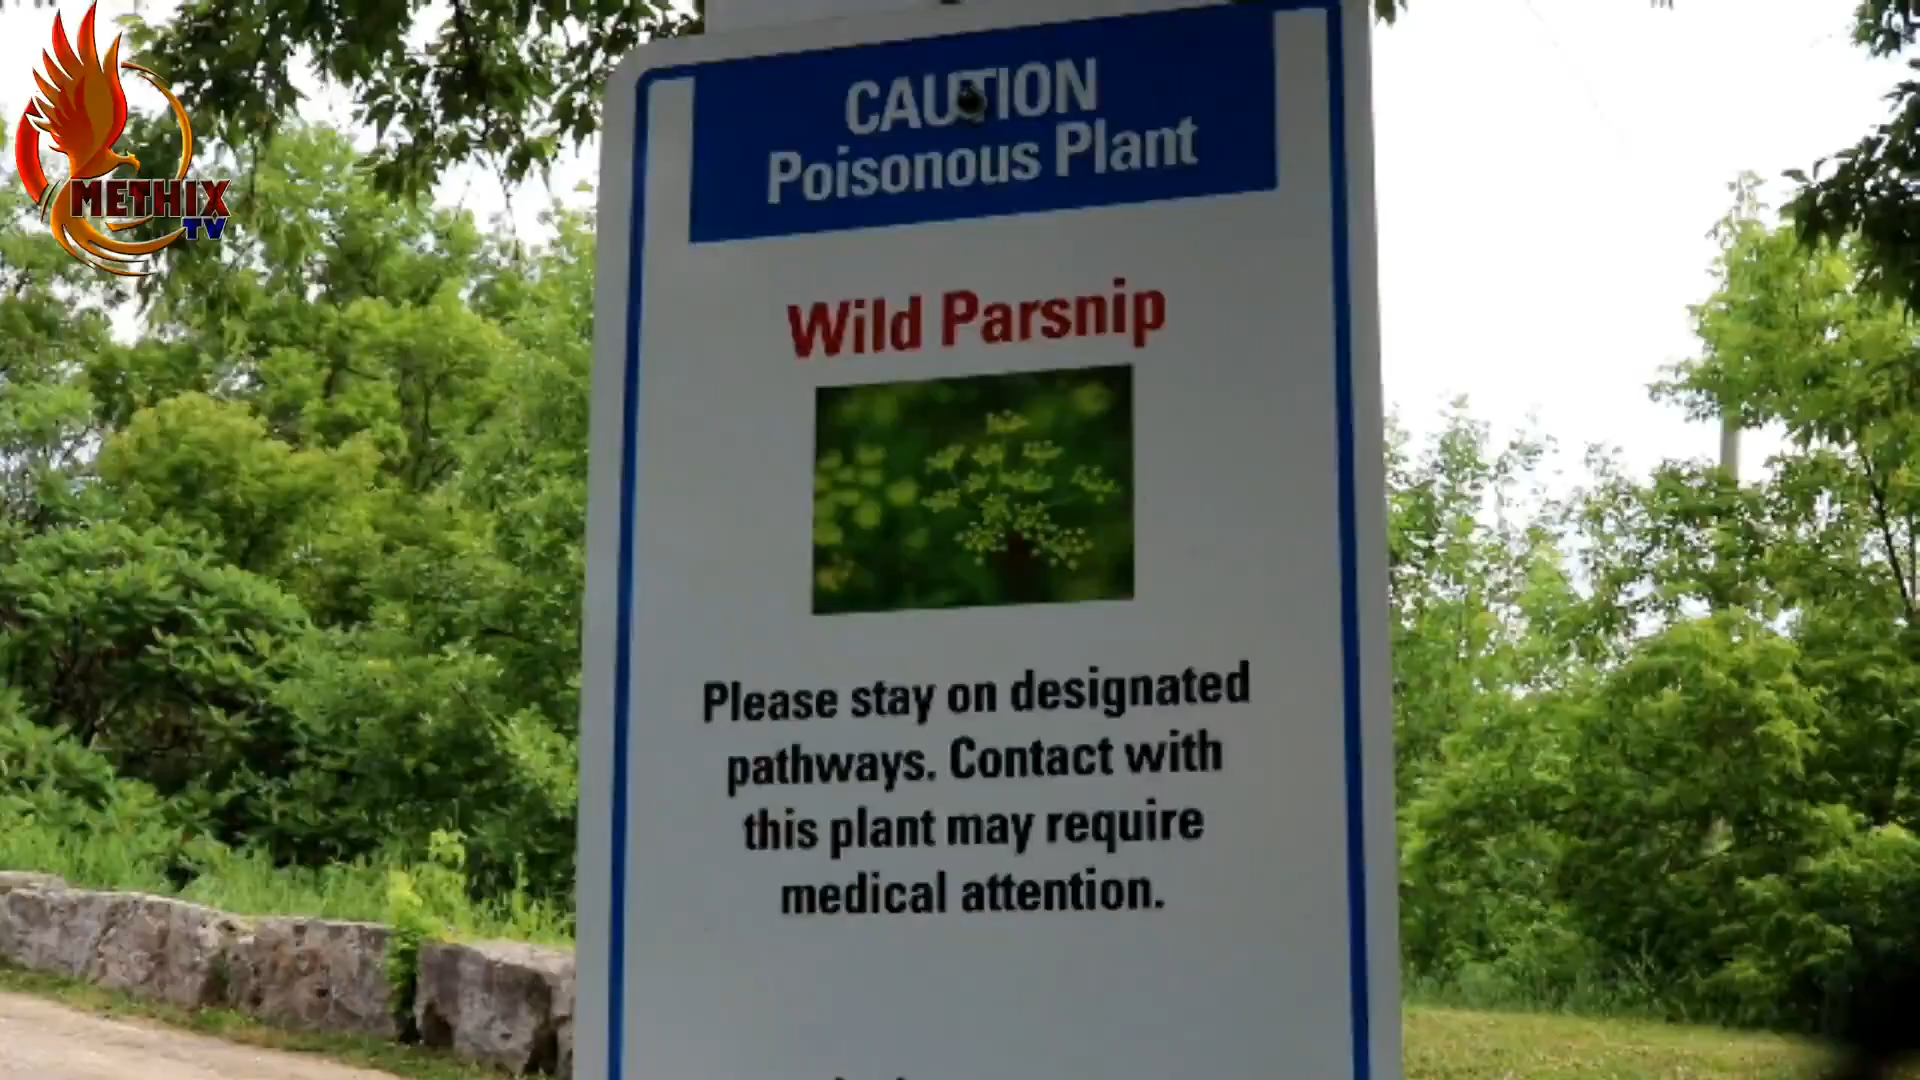 METHIX
TV
CAUTION
Poisonous Plant
Wild Parsnip
Please stay on designated
pathways. Contact with
this plant may require
medical attention.